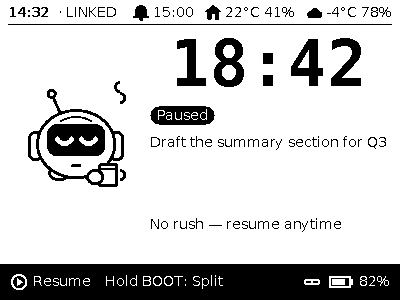 14:32 · LINKED 15:00 22°C 41% -4°C 78%
18:42
Paused
Draft the summary section for Q3
No rush — resume anytime
Resume Hold BOOT: Split 82%